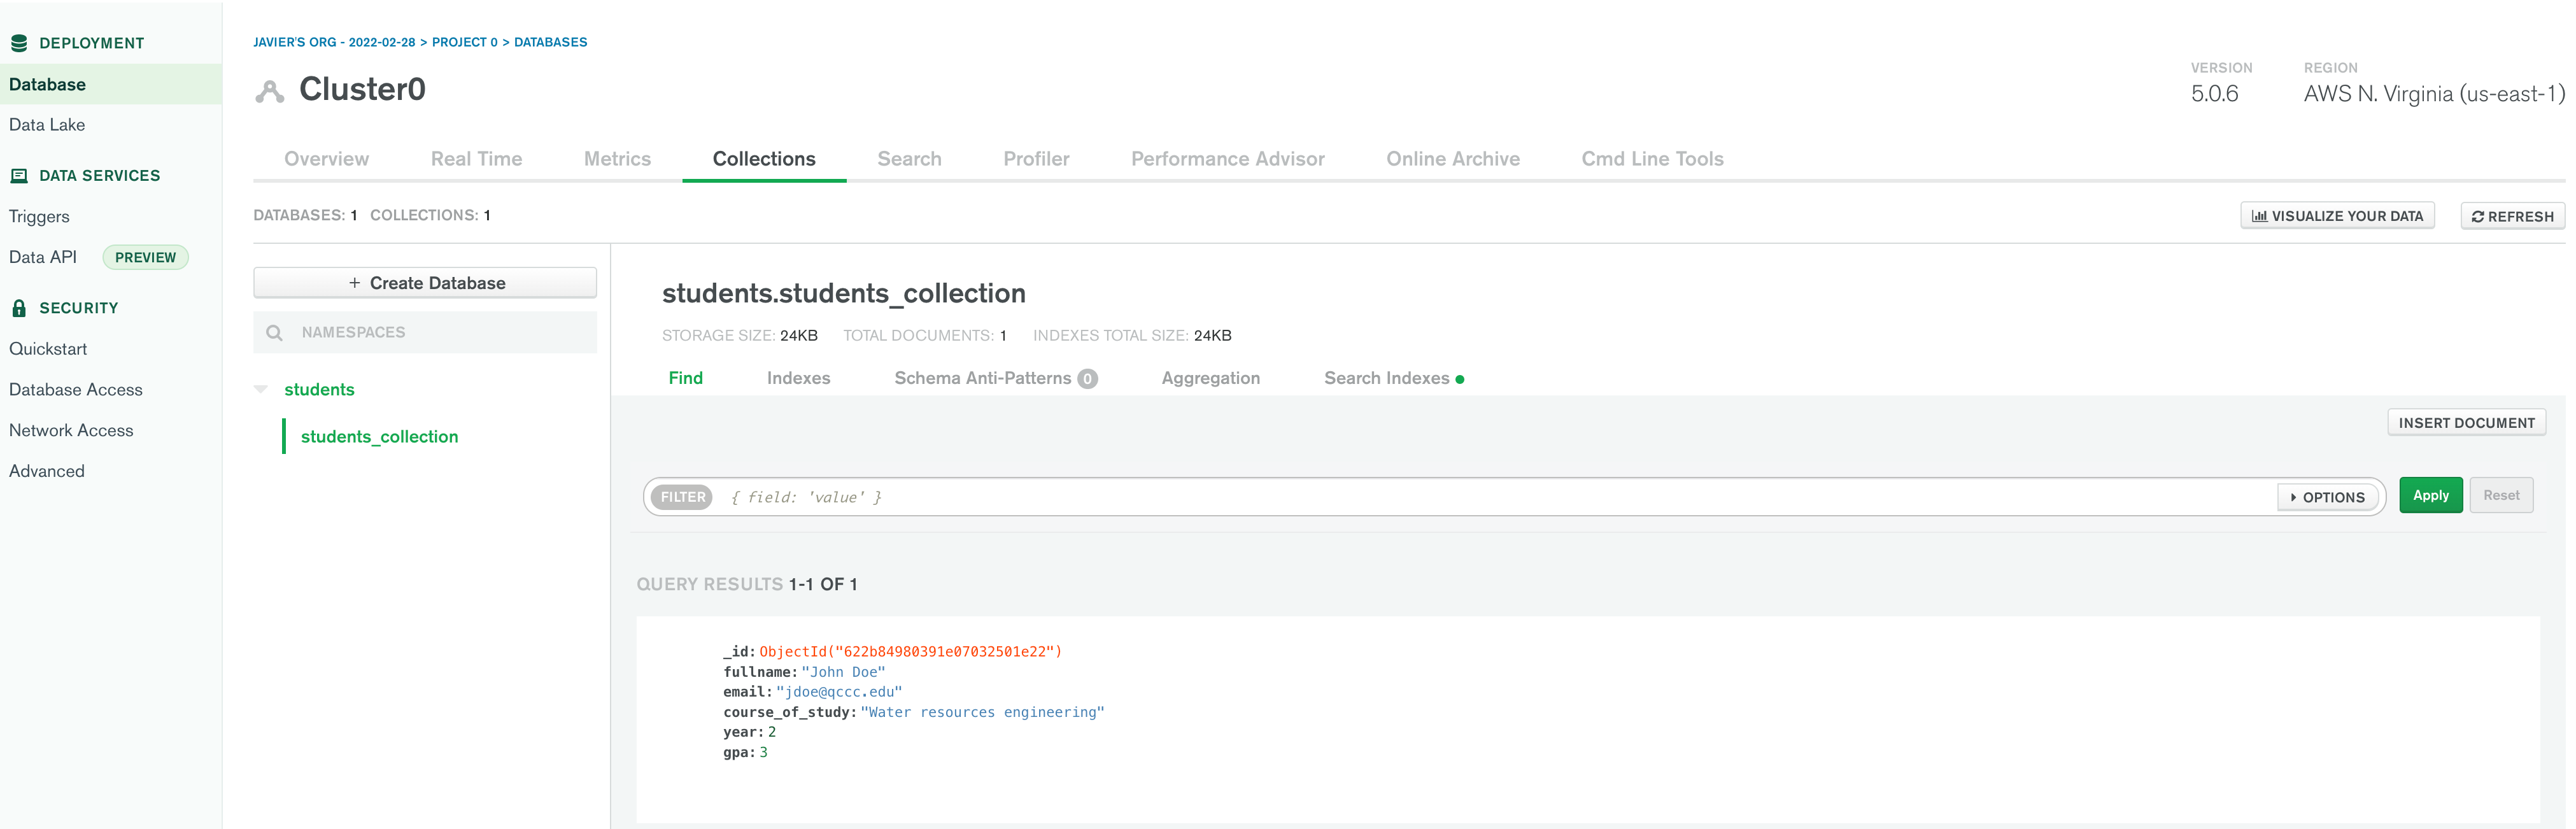 DEPLOYMENT
Database
Data Lake
DATA SERVICES
Triggers
Data API PREVIEW
SECURITY
Quickstart
Database Access
Network Access
Advanced
JAVIER'S ORG - 2022-02-28 > PROJECT 0 > DATABASES
Cluster0
VERSION
5.0.6
REGION
AWS N. Virginia (us-east-1)
Overview Real Time Metrics Collections Search Profiler Performance Advisor Online Archive Cmd Line Tools
DATABASES: 1 COLLECTIONS: 1
VISUALIZE YOUR DATA REFRESH
+ Create Database
NAMESPACES
students
students_collection
students.students_collection
STORAGE SIZE: 24KB TOTAL DOCUMENTS: 1 INDEXES TOTAL SIZE: 24KB
Find Indexes Schema Anti-Patterns 0 Aggregation Search Indexes
INSERT DOCUMENT
FILTER { field: 'value' } OPTIONS Apply Reset
QUERY RESULTS 1-1 OF 1
_id: ObjectId("622b84980391e07032501e22")
fullname: "John Doe"
email: "jdoe@qccc.edu"
course_of_study: "Water resources engineering"
year: 2
gpa: 3